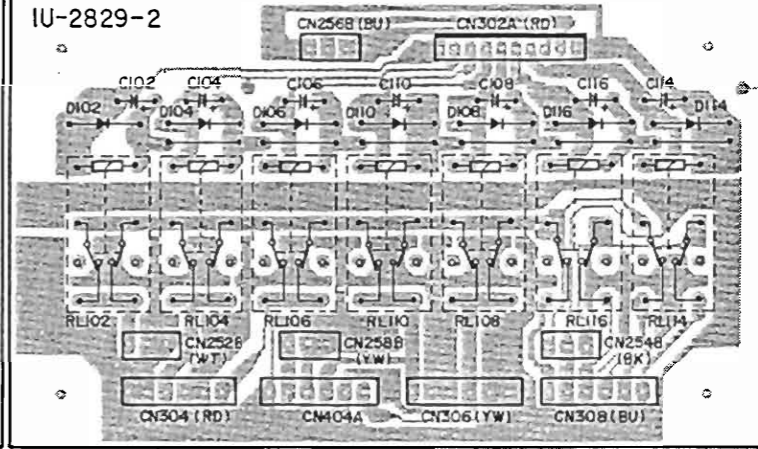 1U-2829-2
CN256B (BU) CN302A (RD)
C102 C104 C106 C110 C108 C116 C114
D102 D104 D106 D110 D108 D116 D114
RL102 RL104 RL106 RL110 RL108 RL116 RL114
CN252B (WT) CN258B (YW) CN254B (BK)
CN304 (RD) CN404A CN306 (YW) CN308 (BU)